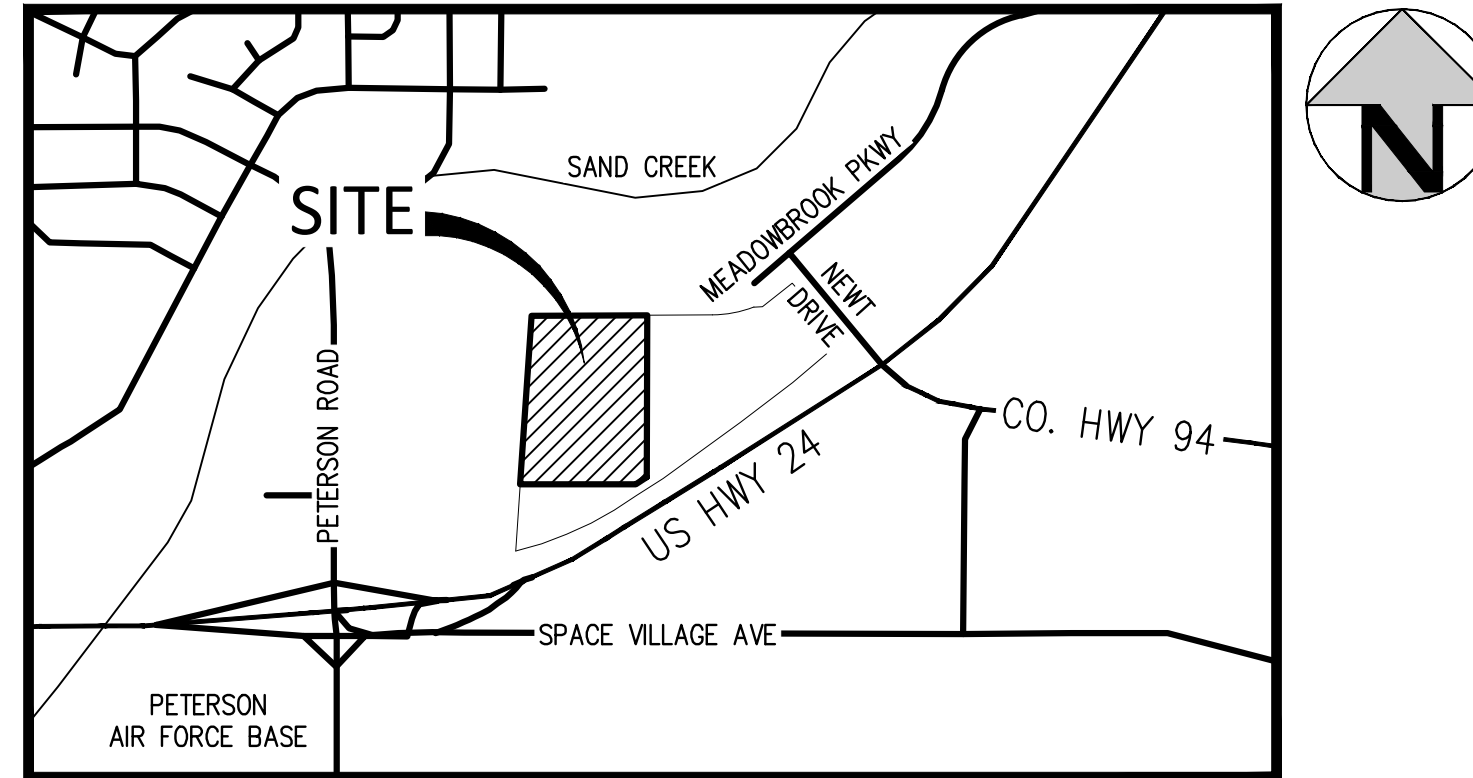 SAND CREEK
SITE
MEADOWBROOK PKWY
NEWT
DRIVE
PETERSON ROAD
CO. HWY 94
US HWY 24
SPACE VILLAGE AVE
PETERSON
AIR FORCE BASE
N